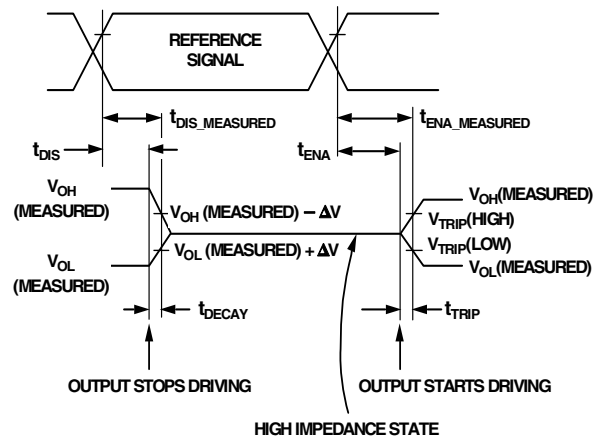 REFERENCE
SIGNAL
tDIS_MEASURED
tENA_MEASURED
tDIS
tENA
VOH
(MEASURED)
VOH (MEASURED) − ΔV
VOL (MEASURED) + ΔV
VOL
(MEASURED)
VOH(MEASURED)
VTRIP(HIGH)
VTRIP(LOW)
VOL(MEASURED)
tDECAY
tTRIP
OUTPUT STOPS DRIVING
OUTPUT STARTS DRIVING
HIGH IMPEDANCE STATE